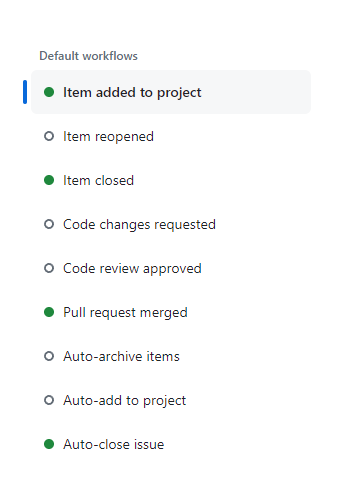 Default workflows
Item added to project
Item reopened
Item closed
Code changes requested
Code review approved
Pull request merged
Auto-archive items
Auto-add to project
Auto-close issue